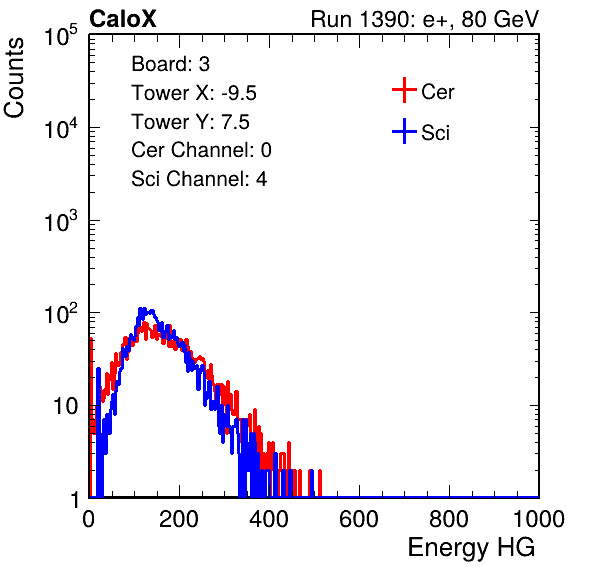 CaloX Run 1390: e+, 80 GeV
Counts
10^5
10^4
10^3
10^2
10
1
Board: 3
Tower X: -9.5
Tower Y: 7.5
Cer Channel: 0
Sci Channel: 4
Cer
Sci
0 200 400 600 800 1000
Energy HG